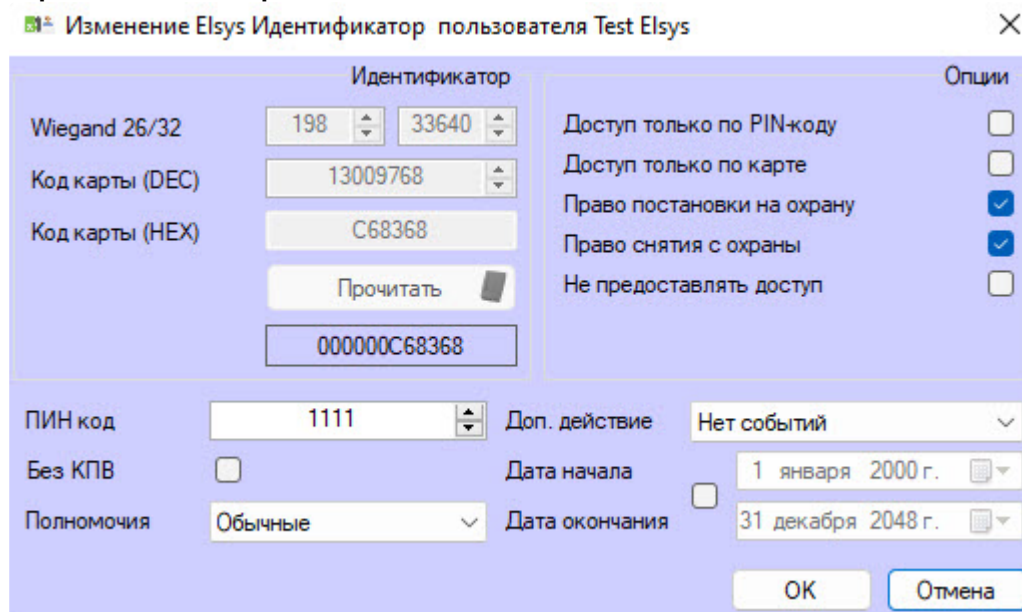 Изменение Elsys Идентификатор пользователя Test Elsys
Идентификатор
Wiegand 26/32 198 33640
Код карты (DEC) 13009768
Код карты (HEX) C68368
Прочитать
000000C68368
Опции
Доступ только по PIN-коду
Доступ только по карте
Право постановки на охрану
Право снятия с охраны
Не предоставлять доступ
ПИН код 1111 Доп. действие Нет событий
Без КПВ Дата начала 1 января 2000 г.
Полномочия Обычные Дата окончания 31 декабря 2048 г.
OK Отмена